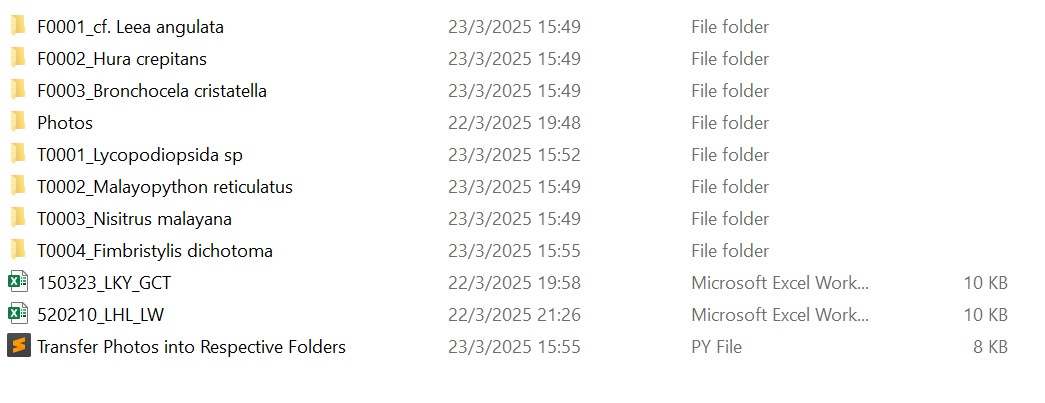 F0001_cf. Leea angulata 23/3/2025 15:49 File folder
F0002_Hura crepitans 23/3/2025 15:49 File folder
F0003_Bronchocela cristatella 23/3/2025 15:49 File folder
Photos 22/3/2025 19:48 File folder
T0001_Lycopodiopsida sp 23/3/2025 15:52 File folder
T0002_Malayopython reticulatus 23/3/2025 15:49 File folder
T0003_Nisitrus malayana 23/3/2025 15:49 File folder
T0004_Fimbristylis dichotoma 23/3/2025 15:55 File folder
150323_LKY_GCT 22/3/2025 19:58 Microsoft Excel Work... 10 KB
520210_LHL_LW 22/3/2025 21:26 Microsoft Excel Work... 10 KB
Transfer Photos into Respective Folders 23/3/2025 15:55 PY File 8 KB